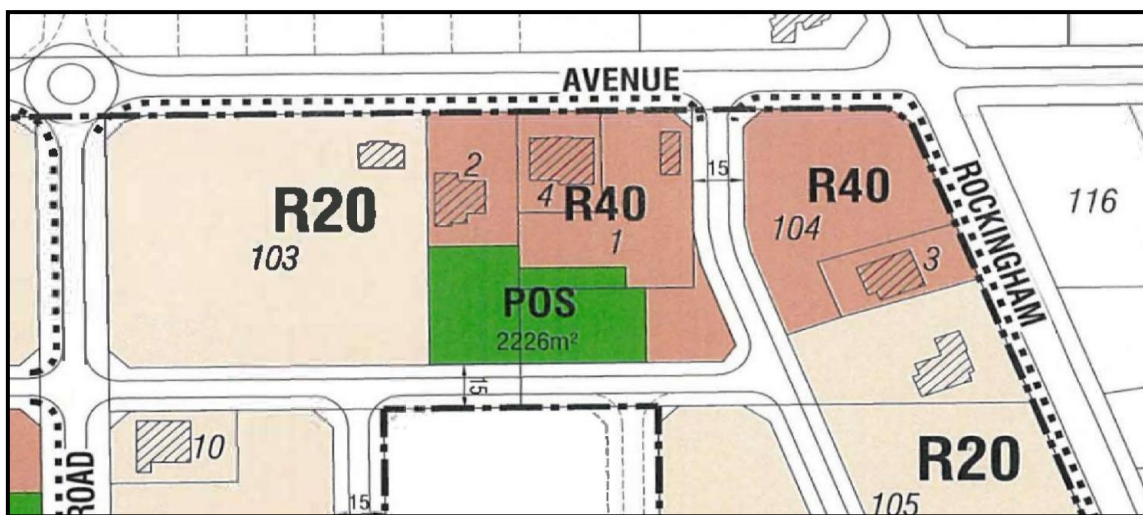 AVENUE
2
4
15
R20
R40
R40
103
1
104
3
116
ROCKINGHAM
POS
2226m²
15
10
ROAD
15
R20
105